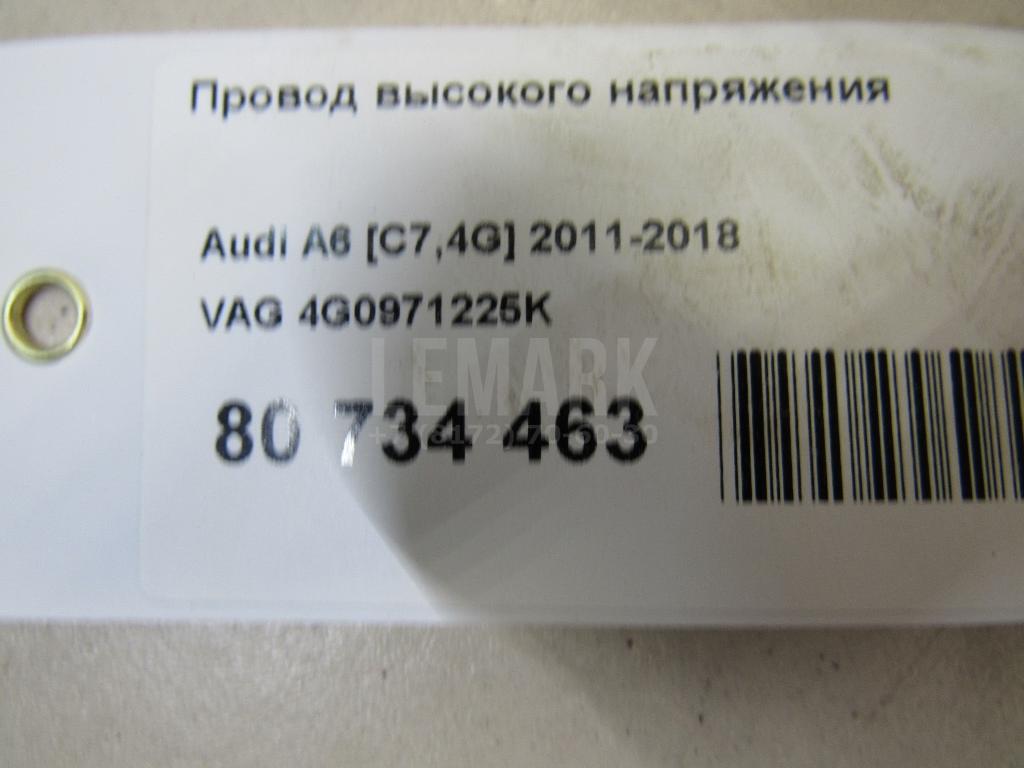 Провод высокого напряжения
Audi A6 [C7,4G] 2011-2018
VAG 4G0971225K
LEMARK
80 734 463